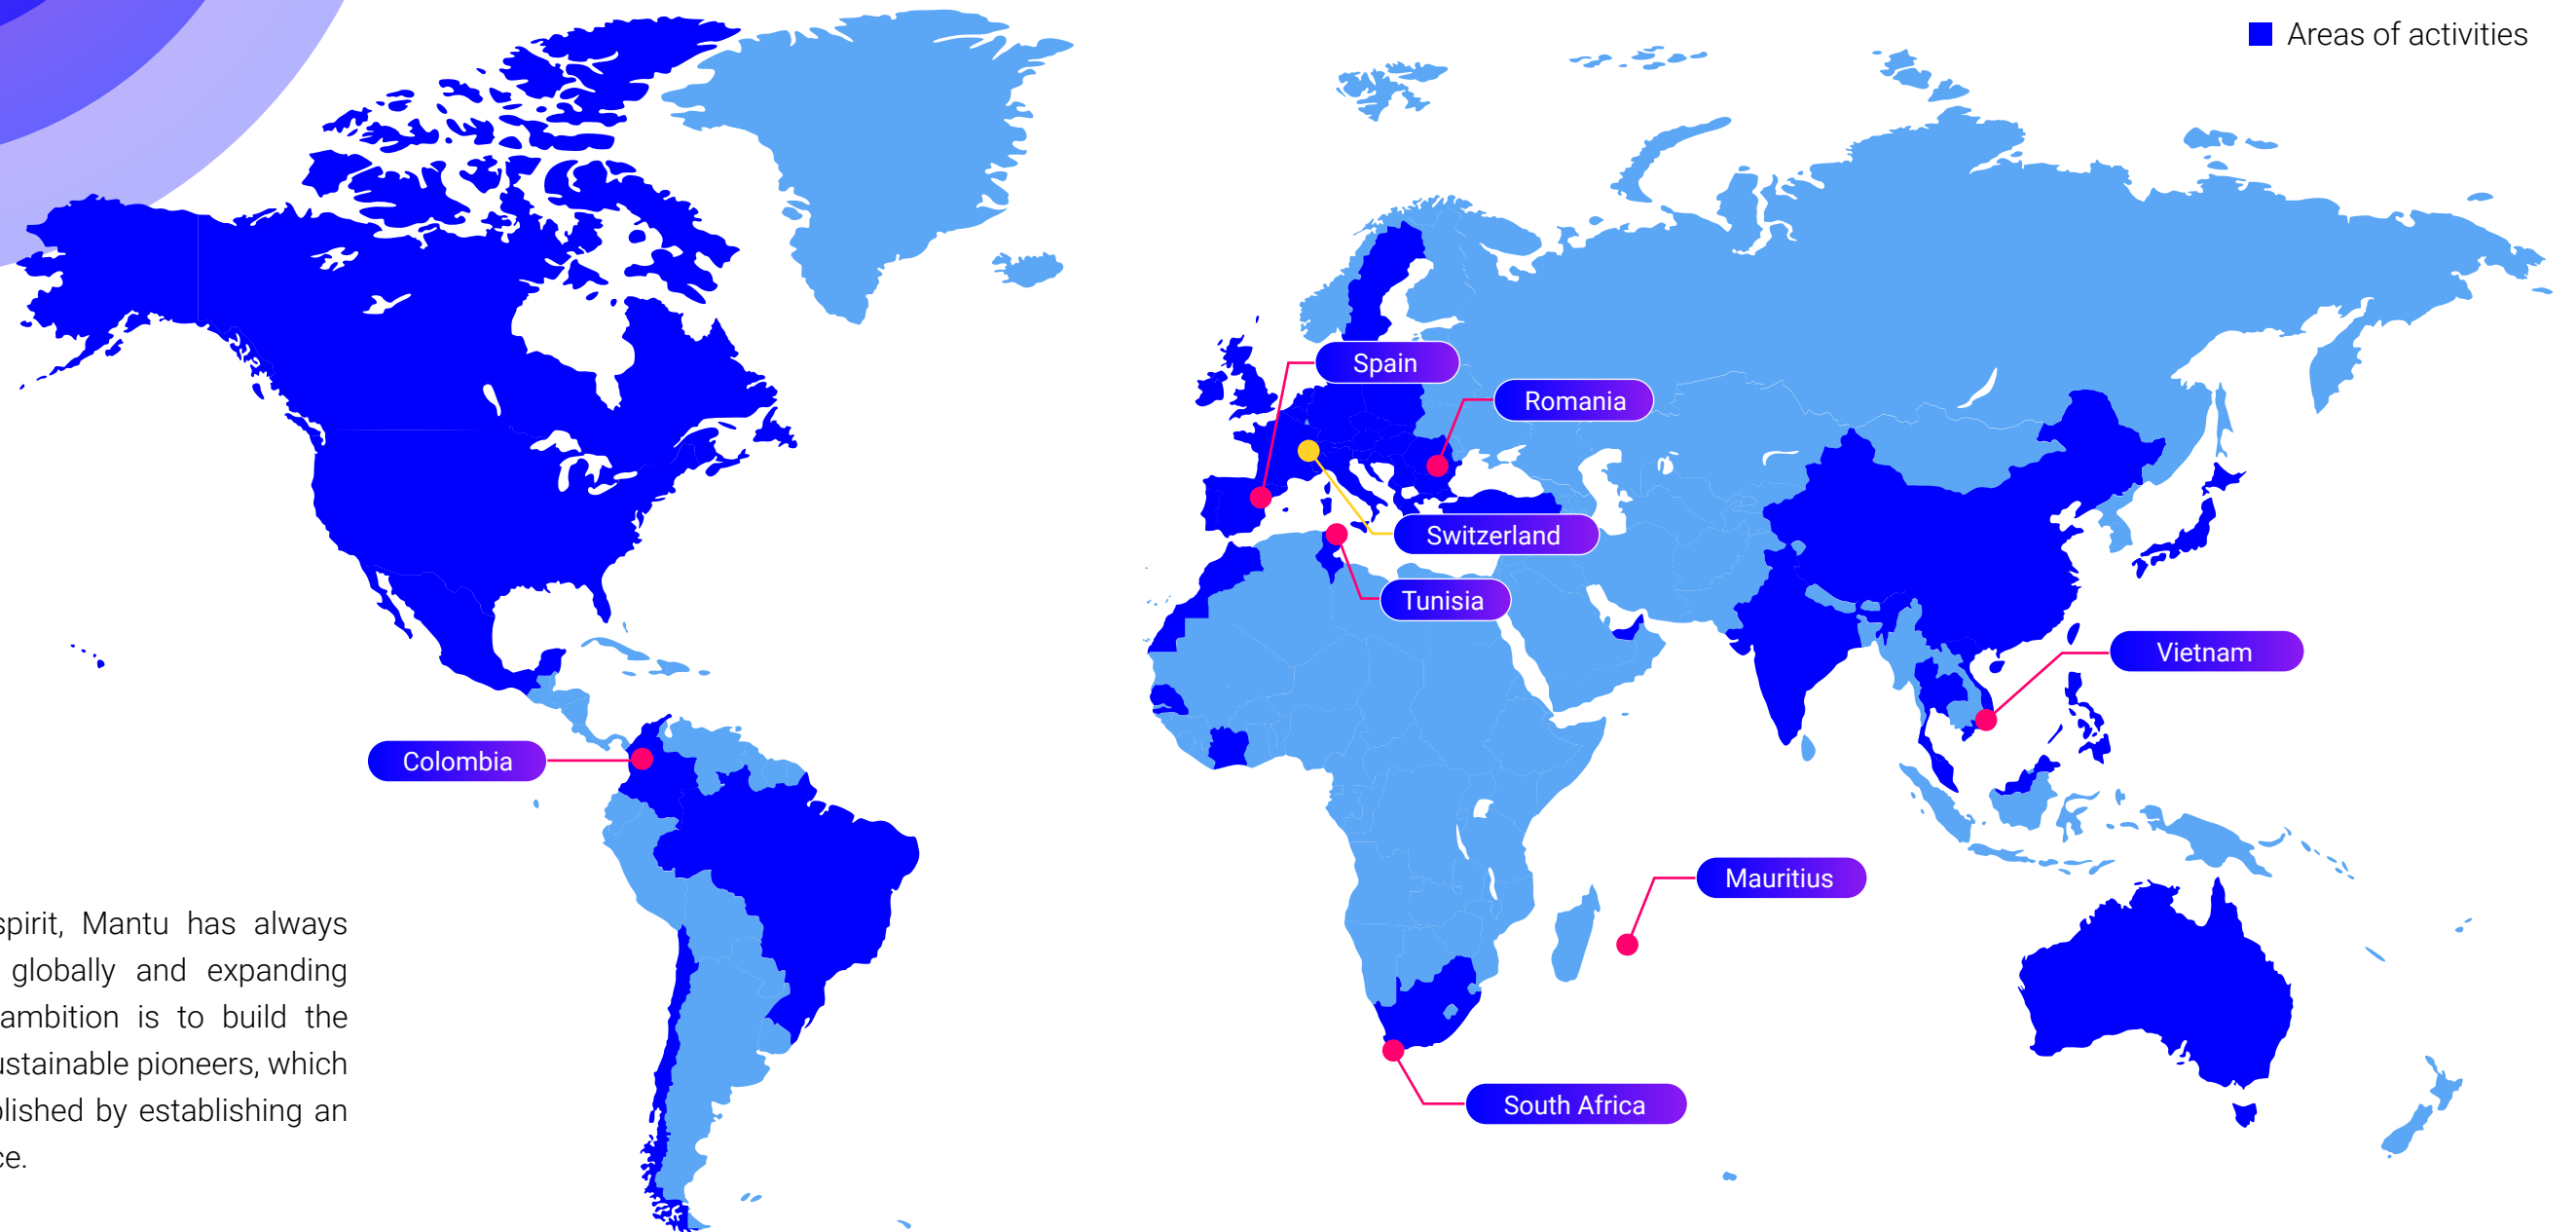 Areas of activities
Spain
Romania
Switzerland
Tunisia
Vietnam
Colombia
Mauritius
South Africa
spirit, Mantu has always
globally and expanding
ambition is to build the
ustainable pioneers, which
lished by establishing an
ce.